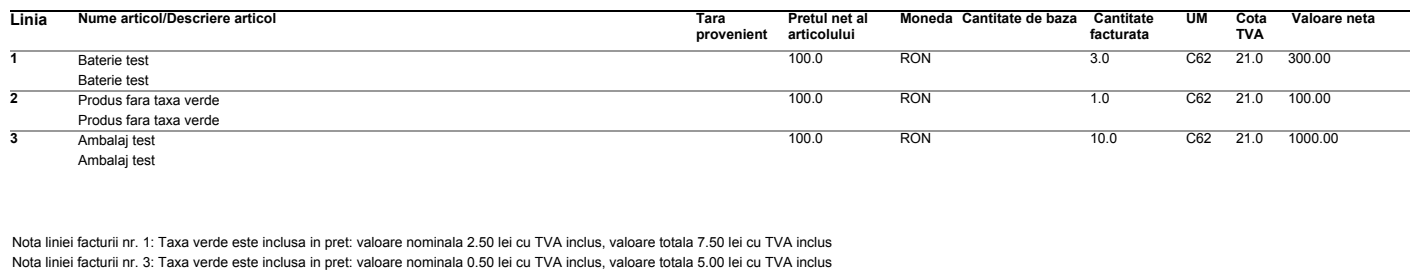 Linia Nume articol/Descriere articol Tara provenient Pretul net al articolului Moneda Cantitate de baza Cantitate facturata UM Cota TVA Valoare neta
1 Baterie test 100.0 RON 3.0 C62 21.0 300.00
Baterie test
2 Produs fara taxa verde 100.0 RON 1.0 C62 21.0 100.00
Produs fara taxa verde
3 Ambalaj test 100.0 RON 10.0 C62 21.0 1000.00
Ambalaj test
Nota liniei facturii nr. 1: Taxa verde este inclusa in pret: valoare nominala 2.50 lei cu TVA inclus, valoare totala 7.50 lei cu TVA inclus
Nota liniei facturii nr. 3: Taxa verde este inclusa in pret: valoare nominala 0.50 lei cu TVA inclus, valoare totala 5.00 lei cu TVA inclus